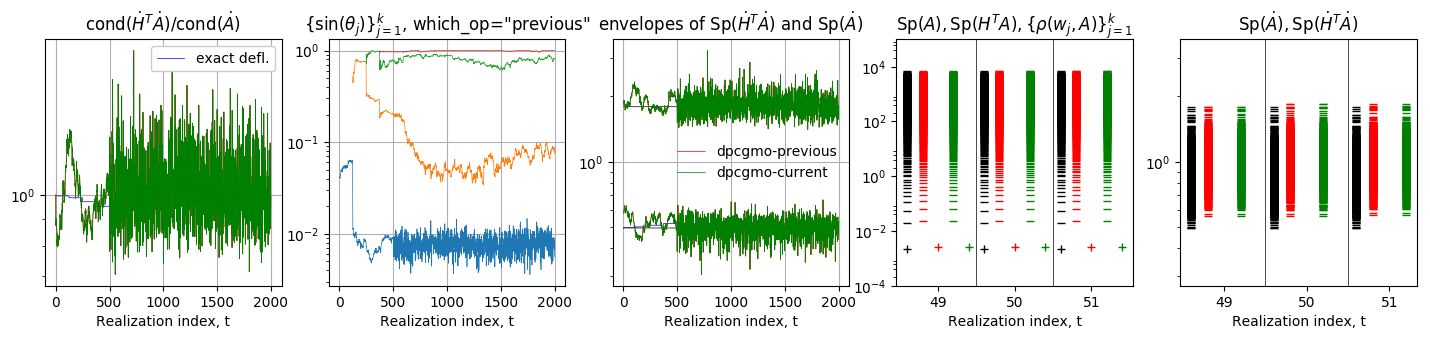 cond(Ḣ^TȦ)/cond(Ȧ)
exact defl.
10^0
0 500 1000 1500 2000
Realization index, t
{sin(θ_j)}_{j=1}^k, which_op="previous"
10^0
10^{-1}
10^{-2}
0 500 1000 1500 2000
Realization index, t
envelopes of Sp(Ḣ^TȦ) and Sp(Ȧ)
10^0
dpcgmo-previous
dpcgmo-current
0 500 1000 1500 2000
Realization index, t
Sp(A), Sp(H^TA), {ρ(w_j, A)}_{j=1}^k
10^4
10^2
10^0
10^{-2}
10^{-4}
49 50 51
Realization index, t
Sp(Ȧ), Sp(Ḣ^TȦ)
10^0
49 50 51
Realization index, t